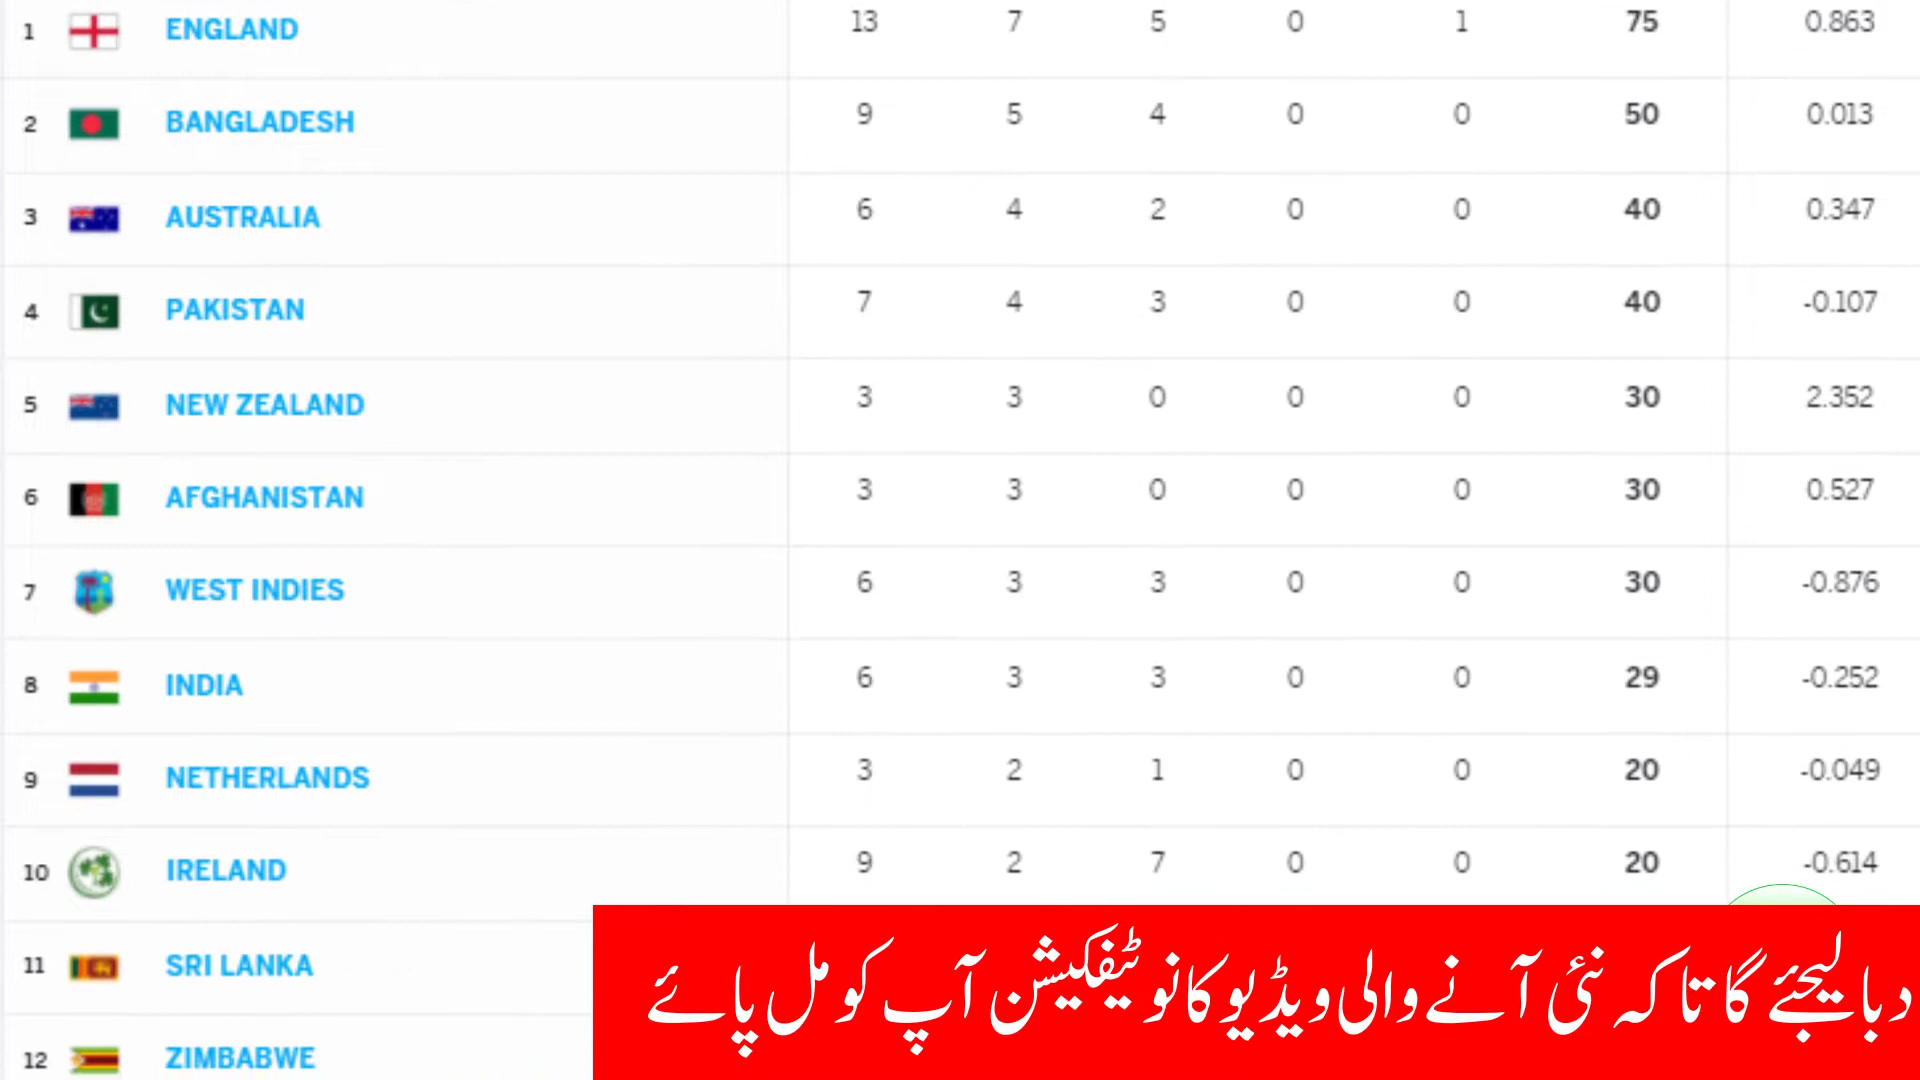 1 ENGLAND 13 7 5 0 1 75 0.863
2 BANGLADESH 9 5 4 0 0 50 0.013
3 AUSTRALIA 6 4 2 0 0 40 0.347
4 PAKISTAN 7 4 3 0 0 40 -0.107
5 NEW ZEALAND 3 3 0 0 0 30 2.352
6 AFGHANISTAN 3 3 0 0 0 30 0.527
7 WEST INDIES 6 3 3 0 0 30 -0.876
8 INDIA 6 3 3 0 0 29 -0.252
9 NETHERLANDS 3 2 1 0 0 20 -0.049
10 IRELAND 9 2 7 0 0 20 -0.614
11 SRI LANKA
12 ZIMBABWE
دبا لیجئے گا تاکہ نئی آنے والی ویڈیو کا نوٹیفکیشن آپ کو مل پائے